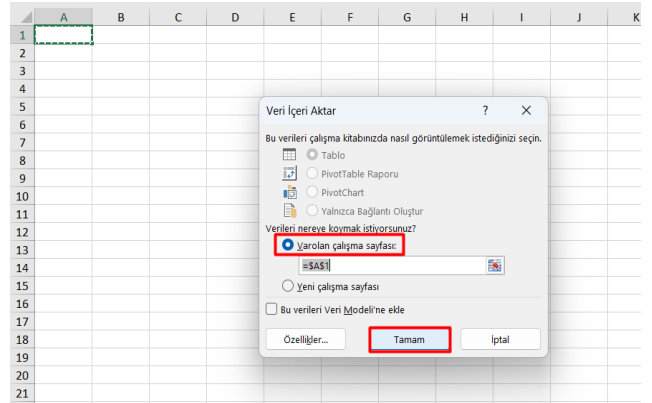 A B C D E F G H I J K
1
2
3
4
5
Veri İçeri Aktar ? X
6
Bu verileri çalışma kitabınızda nasıl görüntülemek istediğinizi seçin.
7
Tablo
8
PivotTable Raporu
9
PivotChart
10
Yalnızca Bağlantı Oluştur
11
12
Verileri nereye koymak istiyorsunuz?
13
Varolan çalışma sayfası:
14
=$A$1
15
Yeni çalışma sayfası
16
Bu verileri Veri Modeli'ne ekle
17
18
Özellikler... Tamam İptal
19
20
21